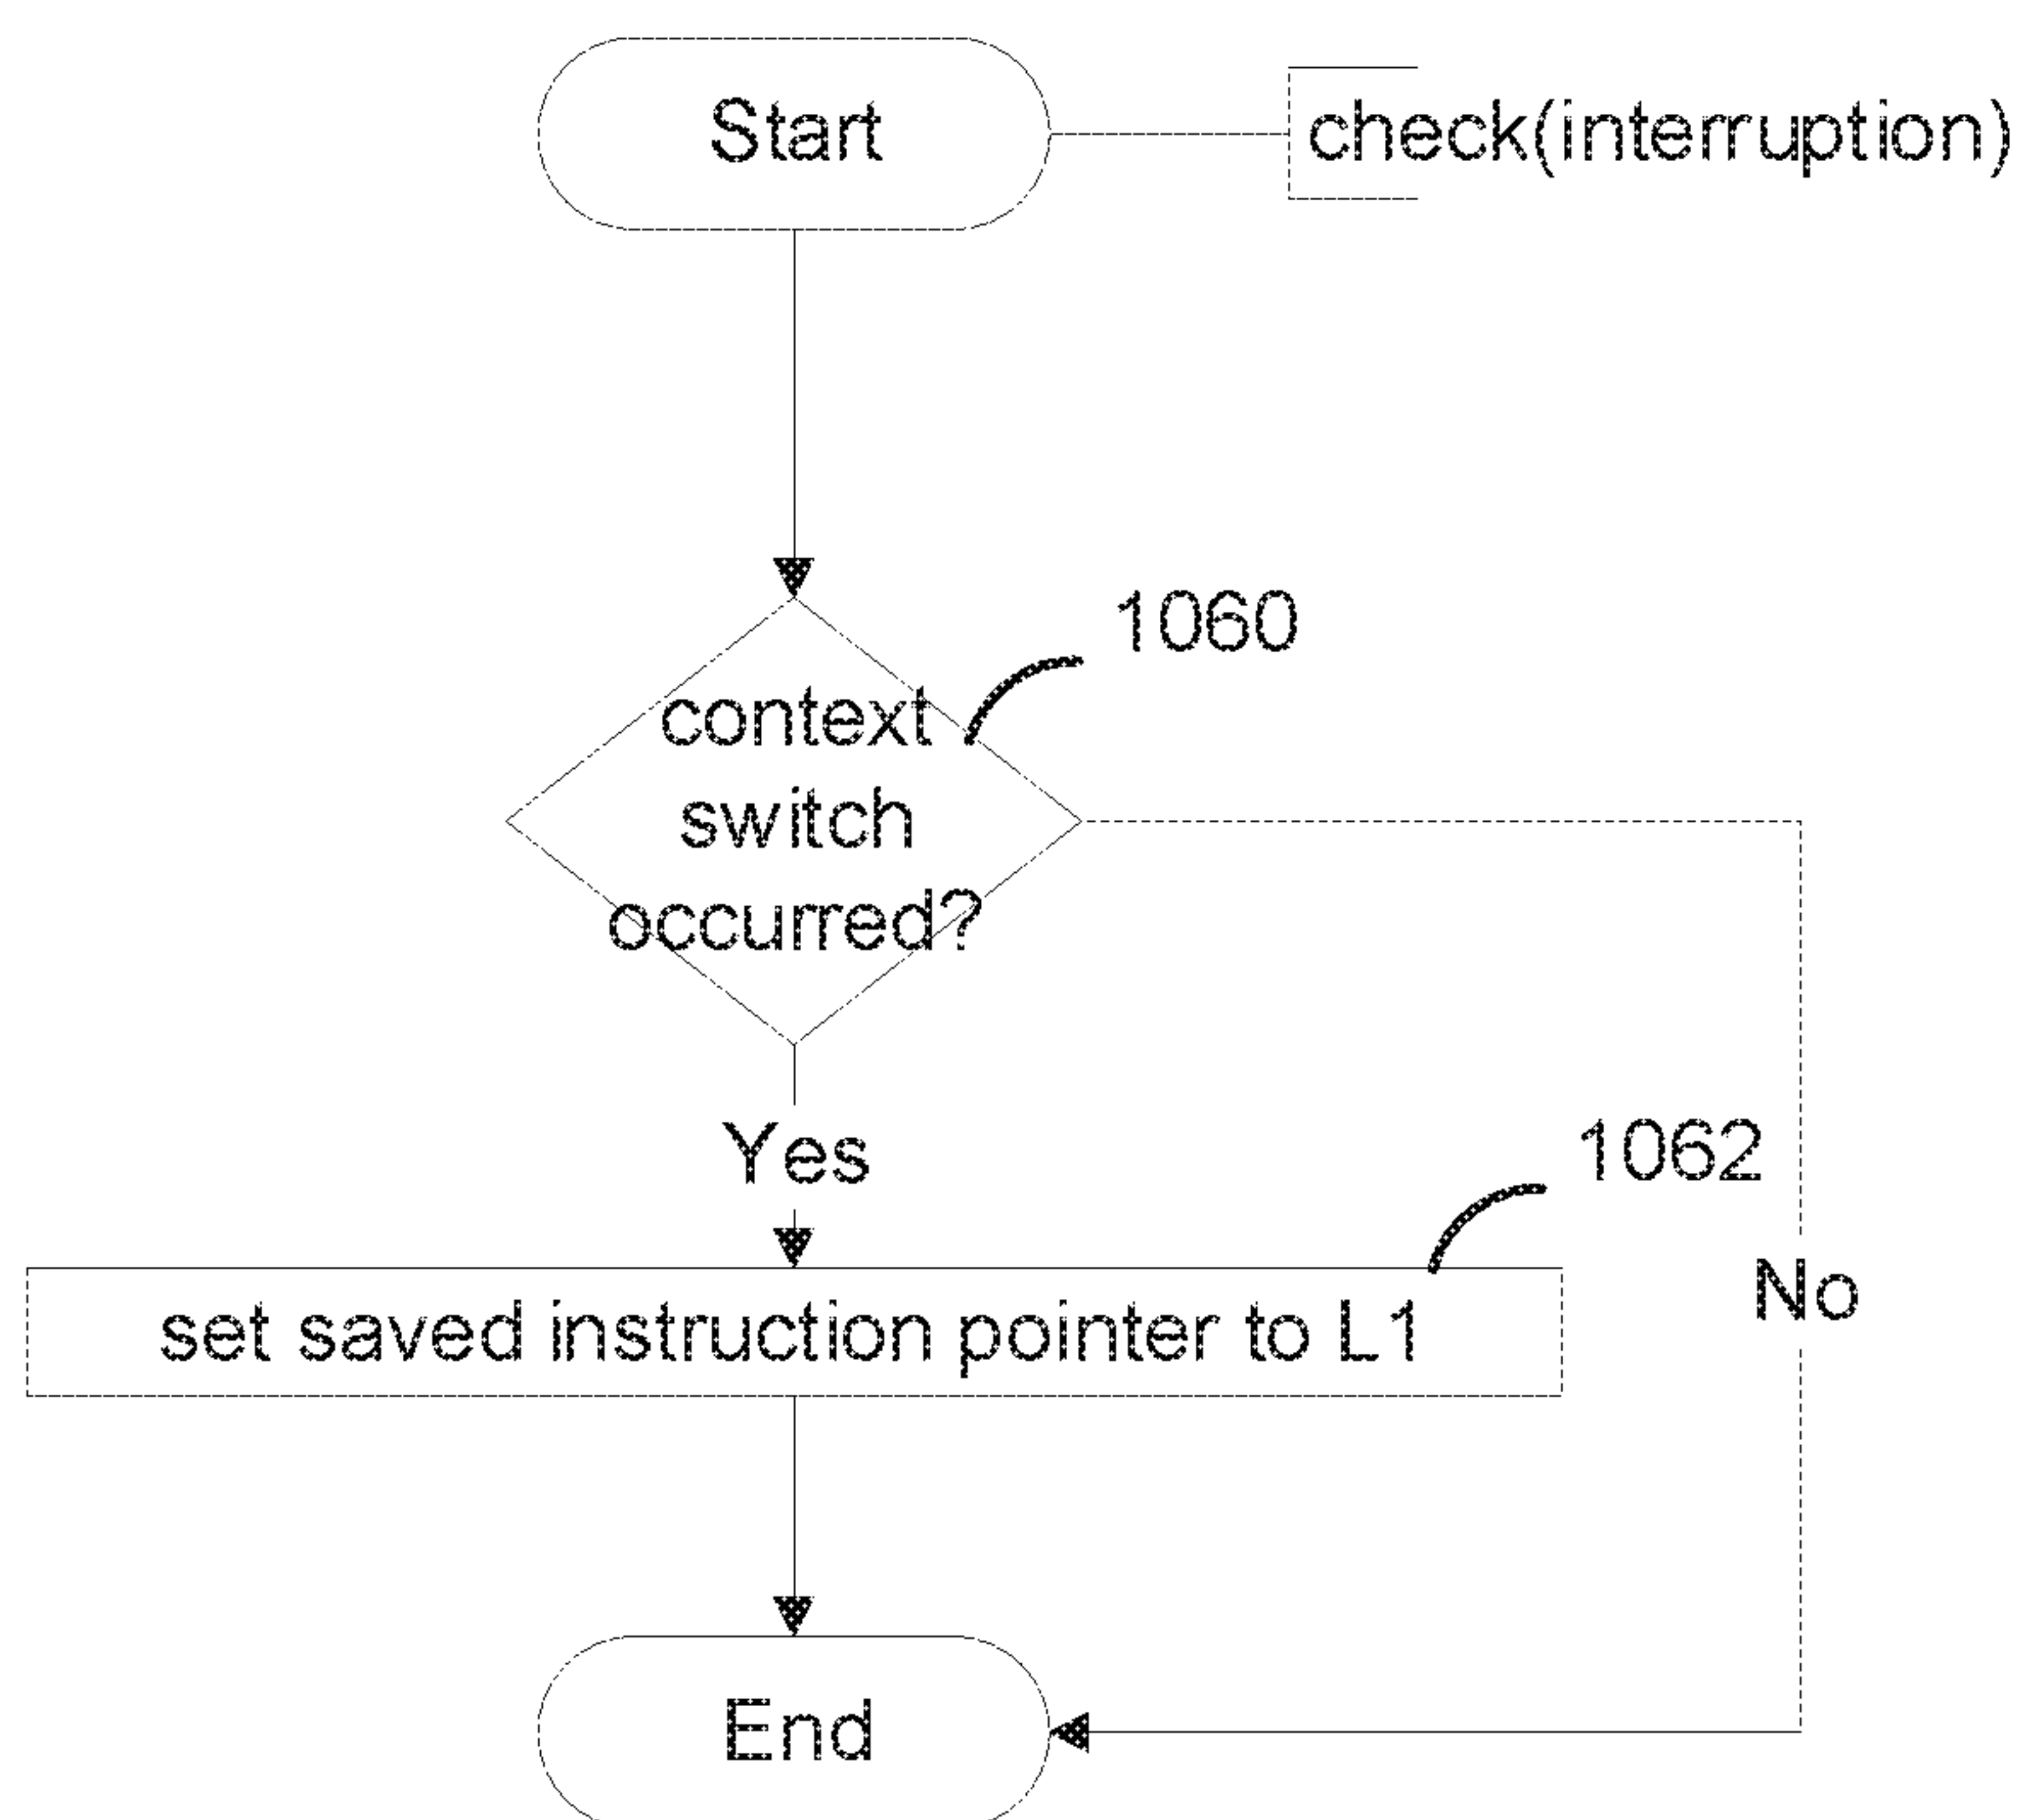 Start
check(interruption)
1060
context
switch
occurred?
Yes
1062
set saved instruction pointer to L1
No
End